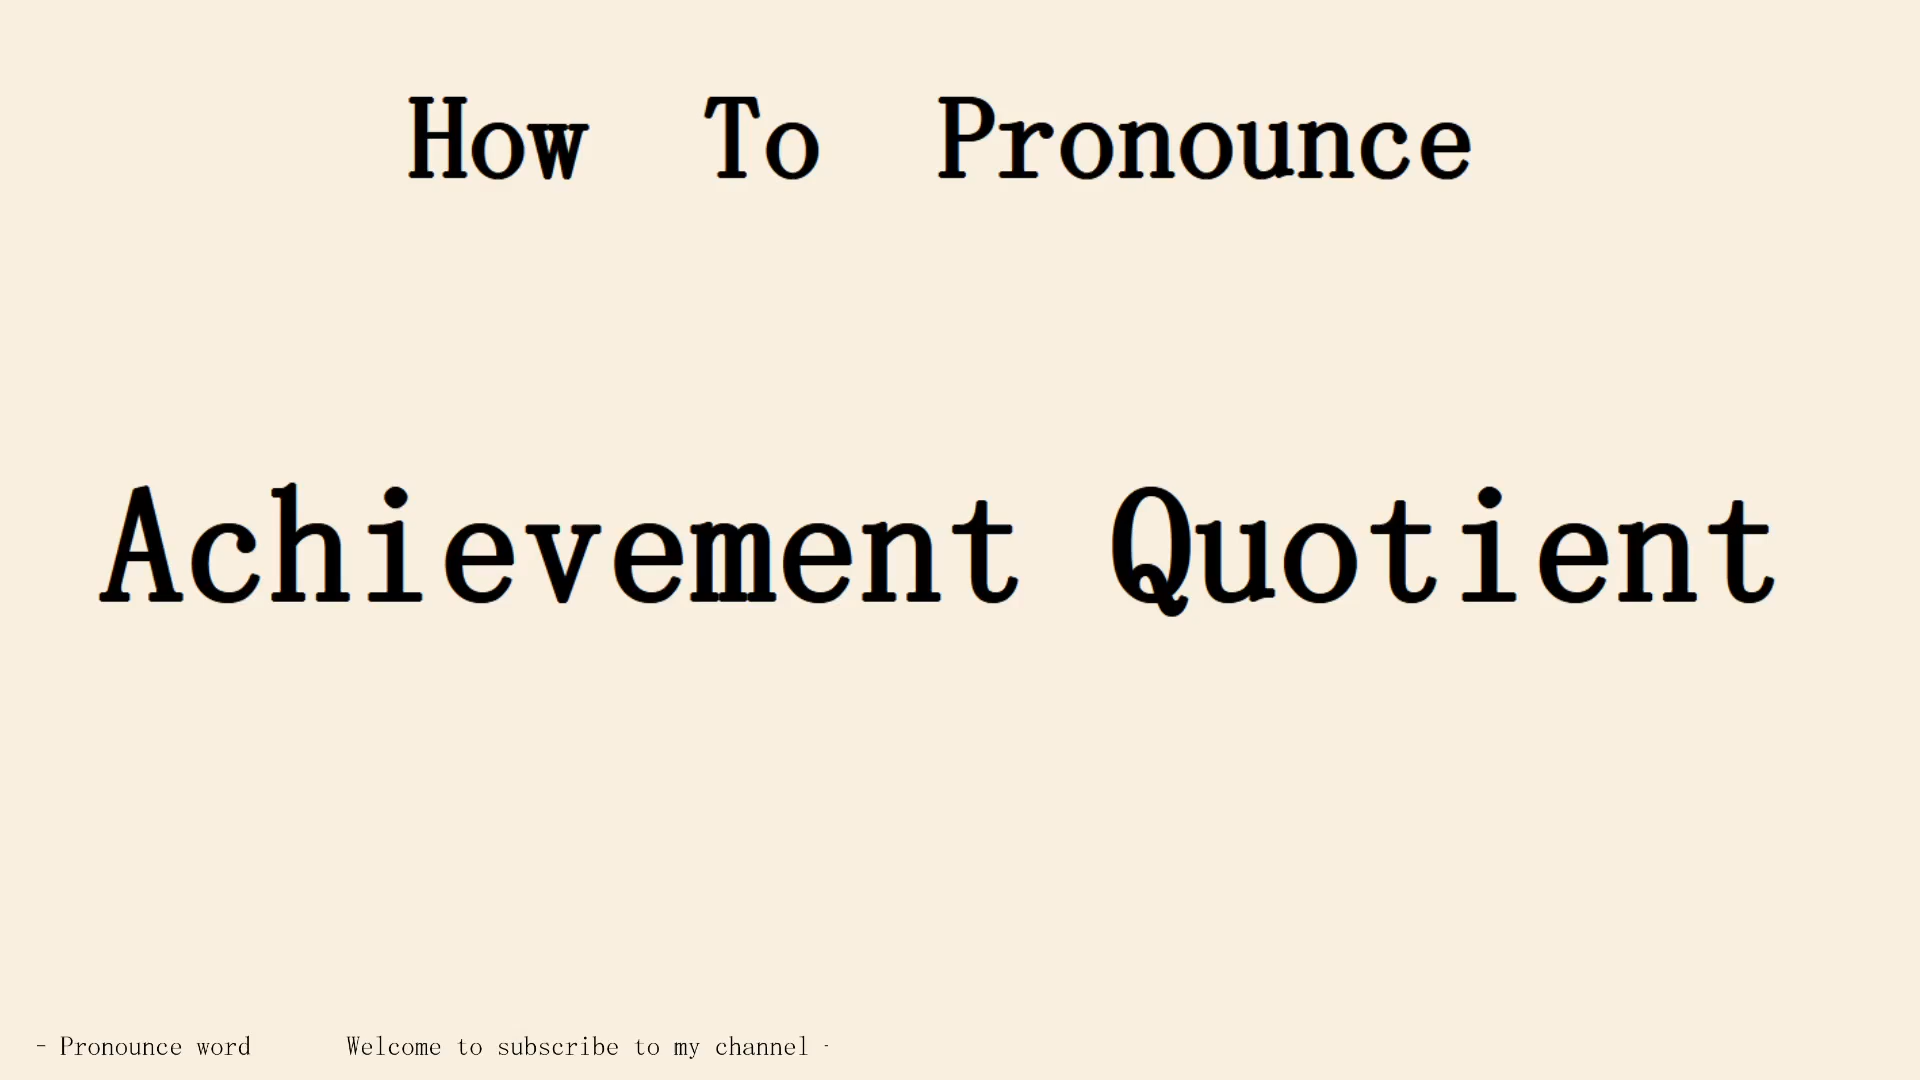 How To Pronounce
Achievement Quotient
- Pronounce word Welcome to subscribe to my channel -